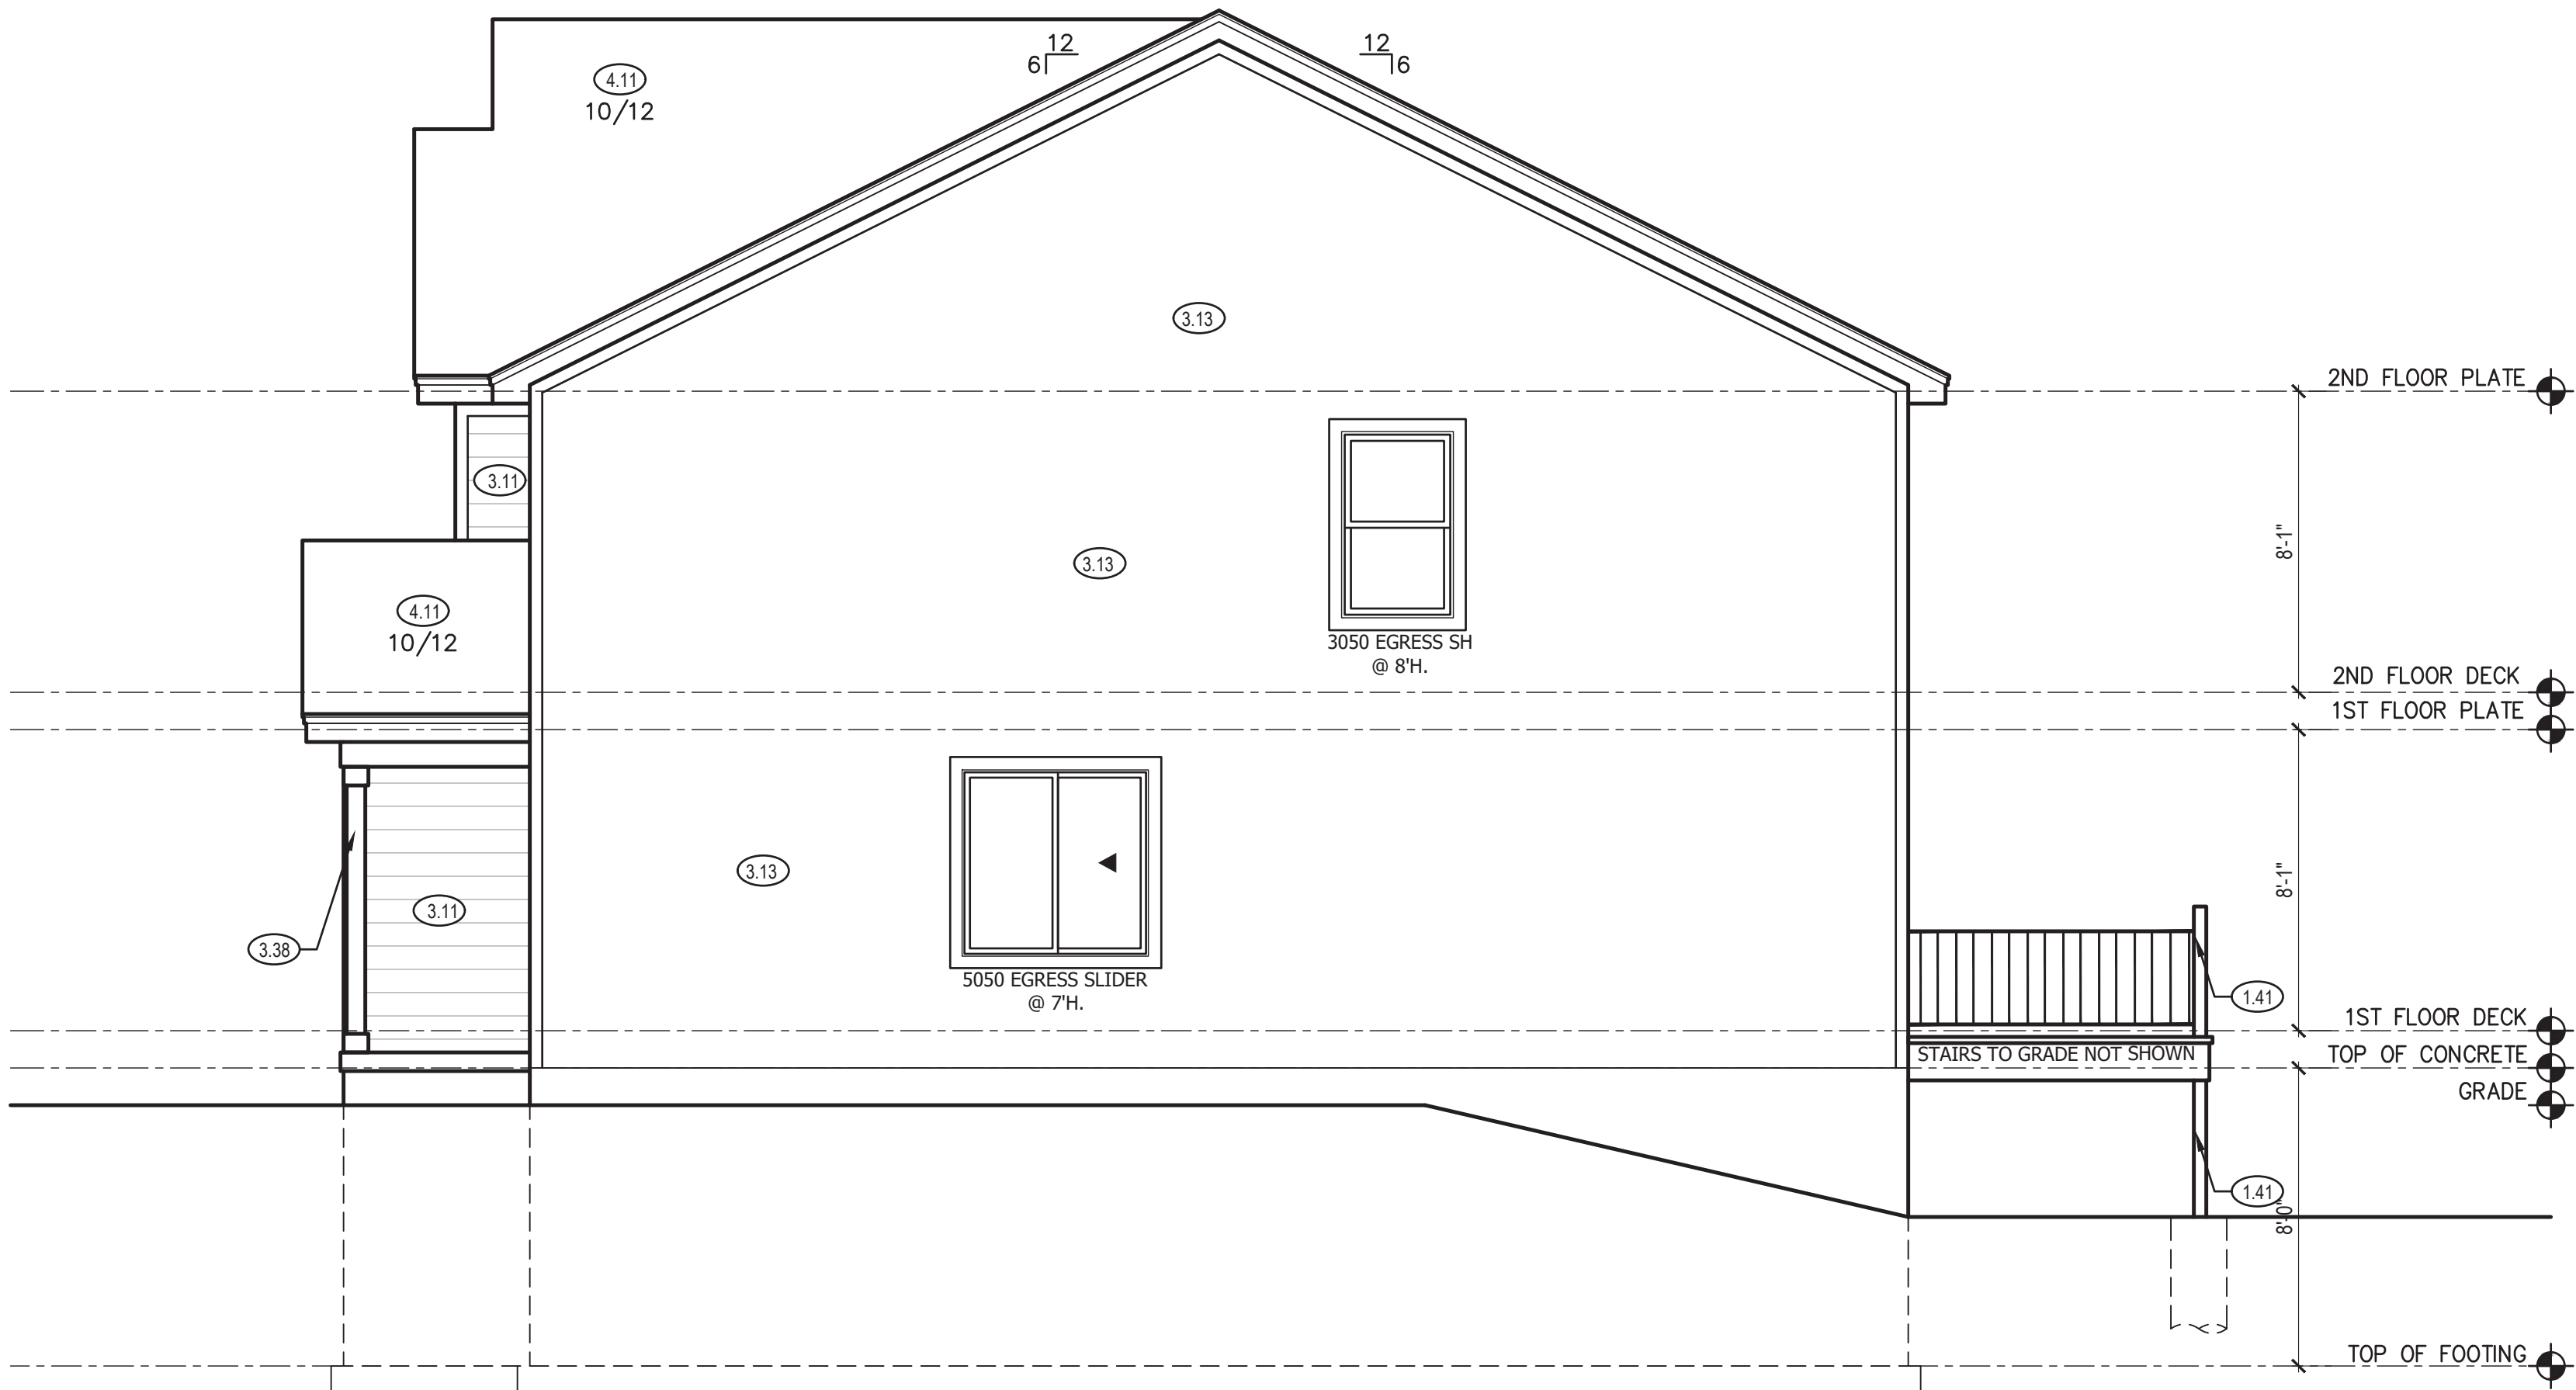 12
6
12
6
4.11
10/12
3.13
2ND FLOOR PLATE
3.11
3.13
8'-1"
4.11
10/12
3050 EGRESS SH
@ 8'H.
2ND FLOOR DECK
1ST FLOOR PLATE
3.13
8'-1"
3.11
3.38
5050 EGRESS SLIDER
@ 7'H.
1.41
1ST FLOOR DECK
STAIRS TO GRADE NOT SHOWN
TOP OF CONCRETE
GRADE
1.41
8'-0"
TOP OF FOOTING